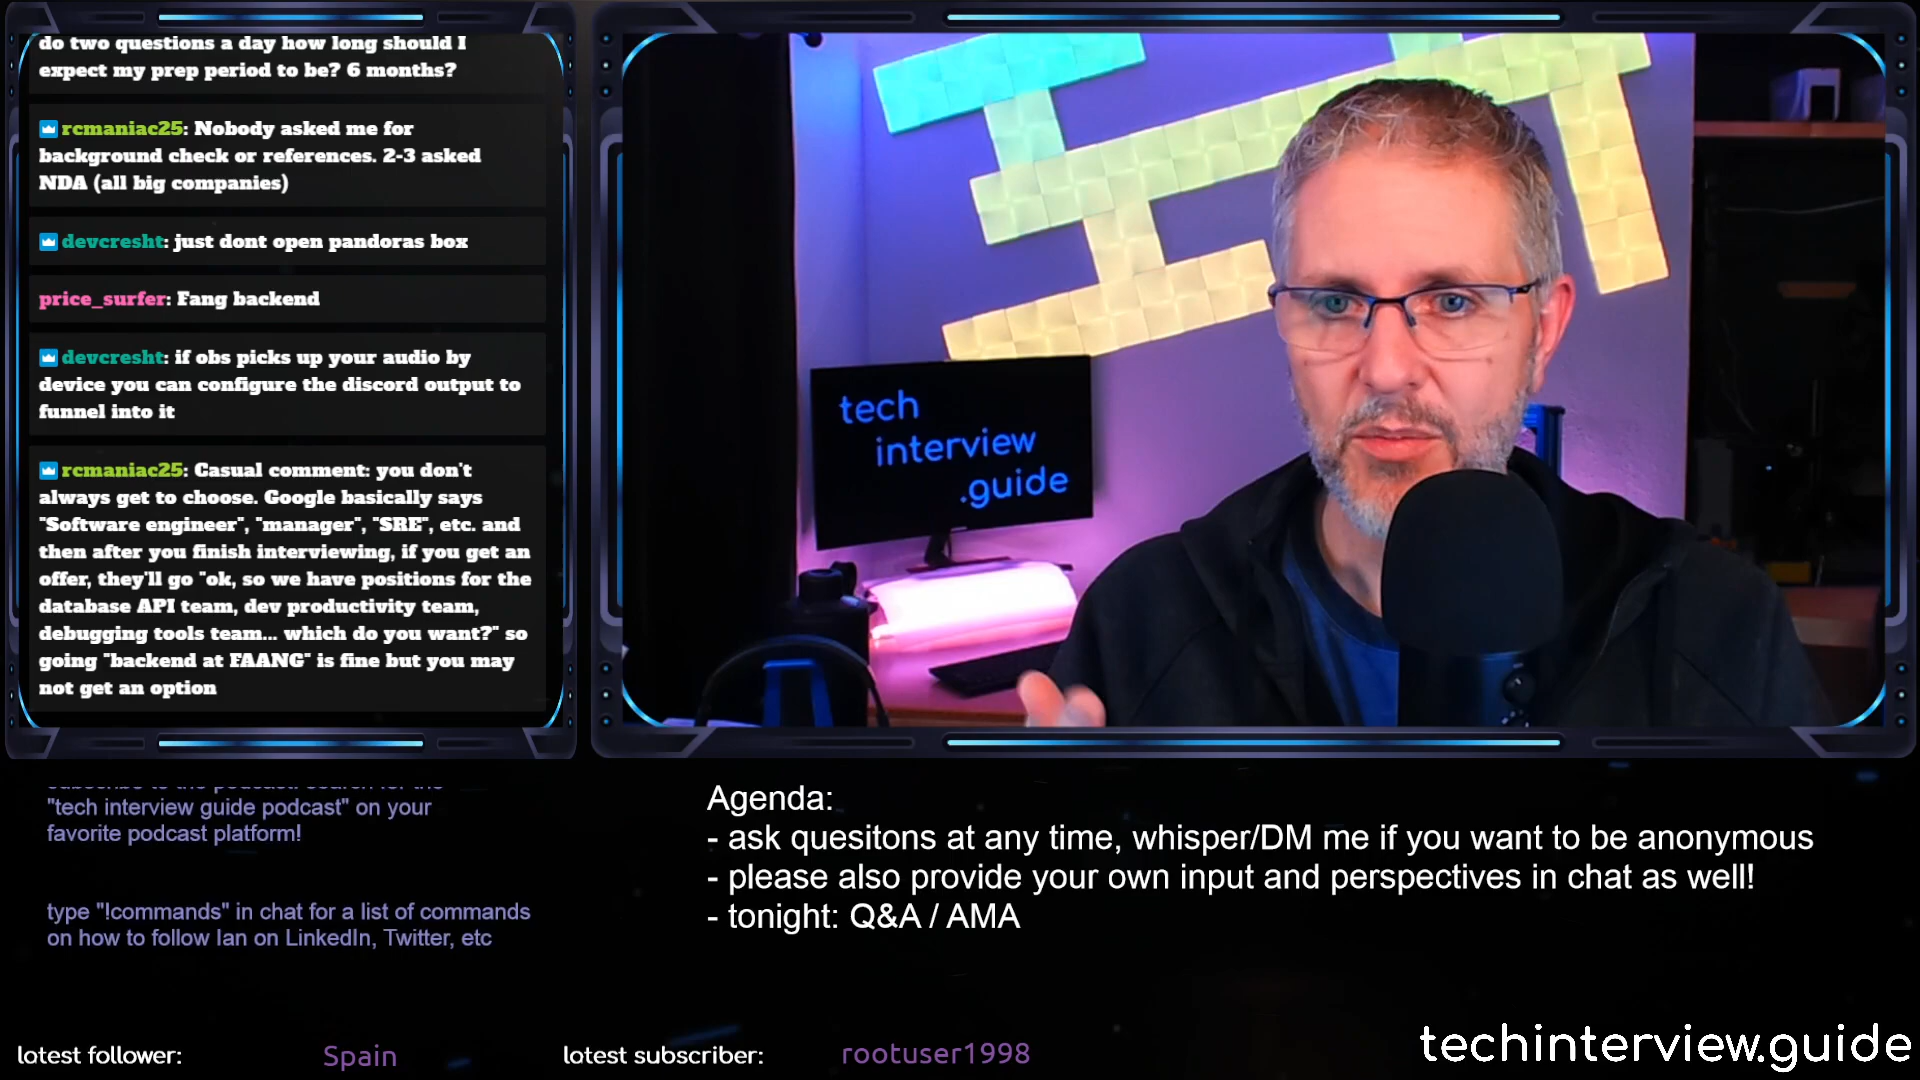 do two questions a day how long should I
expect my prep period to be? 6 months?
rcmaniac25: Nobody asked me for
background check or references. 2-3 asked
NDA (all big companies)
devcresht: just dont open pandoras box
price_surfer: Fang backend
devcresht: if obs picks up your audio by
device you can configure the discord output to
funnel into it
rcmaniac25: Casual comment: you don't
always get to choose. Google basically says
"Software engineer", "manager", "SRE", etc. and
then after you finish interviewing, if you get an
offer, they'll go "ok, so we have positions for the
database API team, dev productivity team,
debugging tools team... which do you want?" so
going "backend at FAANG" is fine but you may
not get an option
tech
interview
.guide
"tech interview guide podcast" on your
favorite podcast platform!
type "!commands" in chat for a list of commands
on how to follow Ian on LinkedIn, Twitter, etc
Agenda:
- ask quesitons at any time, whisper/DM me if you want to be anonymous
- please also provide your own input and perspectives in chat as well!
- tonight: Q&A / AMA
latest follower: Spain
latest subscriber: rootuser1998
techinterview.guide